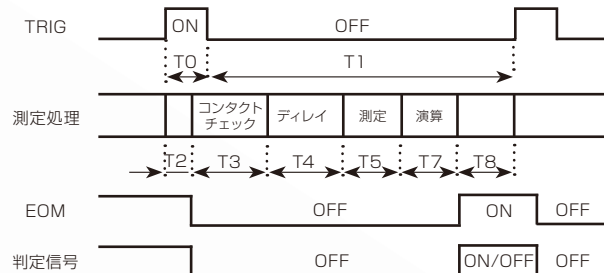 TRIG
ON
OFF
T0
T1
測定処理
コンタクト
チェック
ディレイ
測定
演算
T2
T3
T4
T5
T7
T8
EOM
OFF
ON
OFF
判定信号
OFF
ON/OFF
OFF